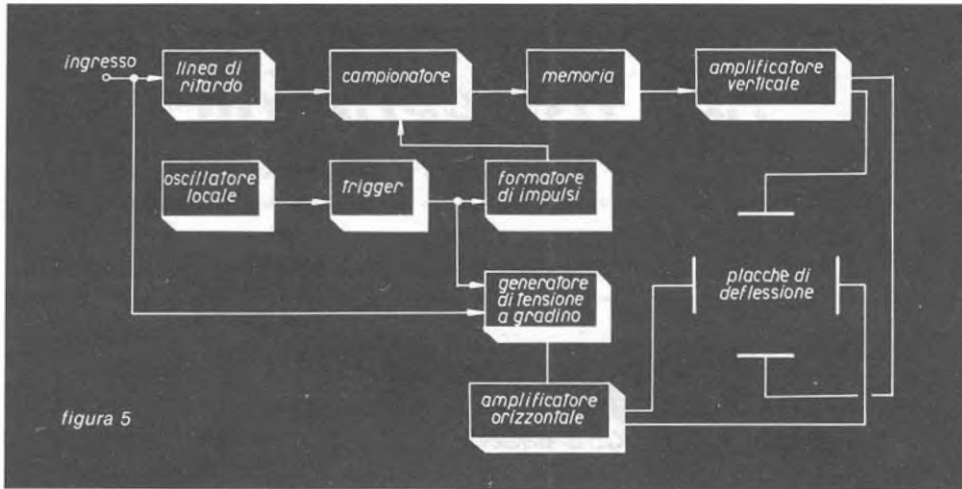 ingresso
linea di
ritardo
campionatore
memoria
amplificatore
verticale
oscillatore
locale
trigger
formatore
di impulsi
generatore
di tensione
a gradino
placche di
deflessione
amplificatore
orizzontale
figura 5